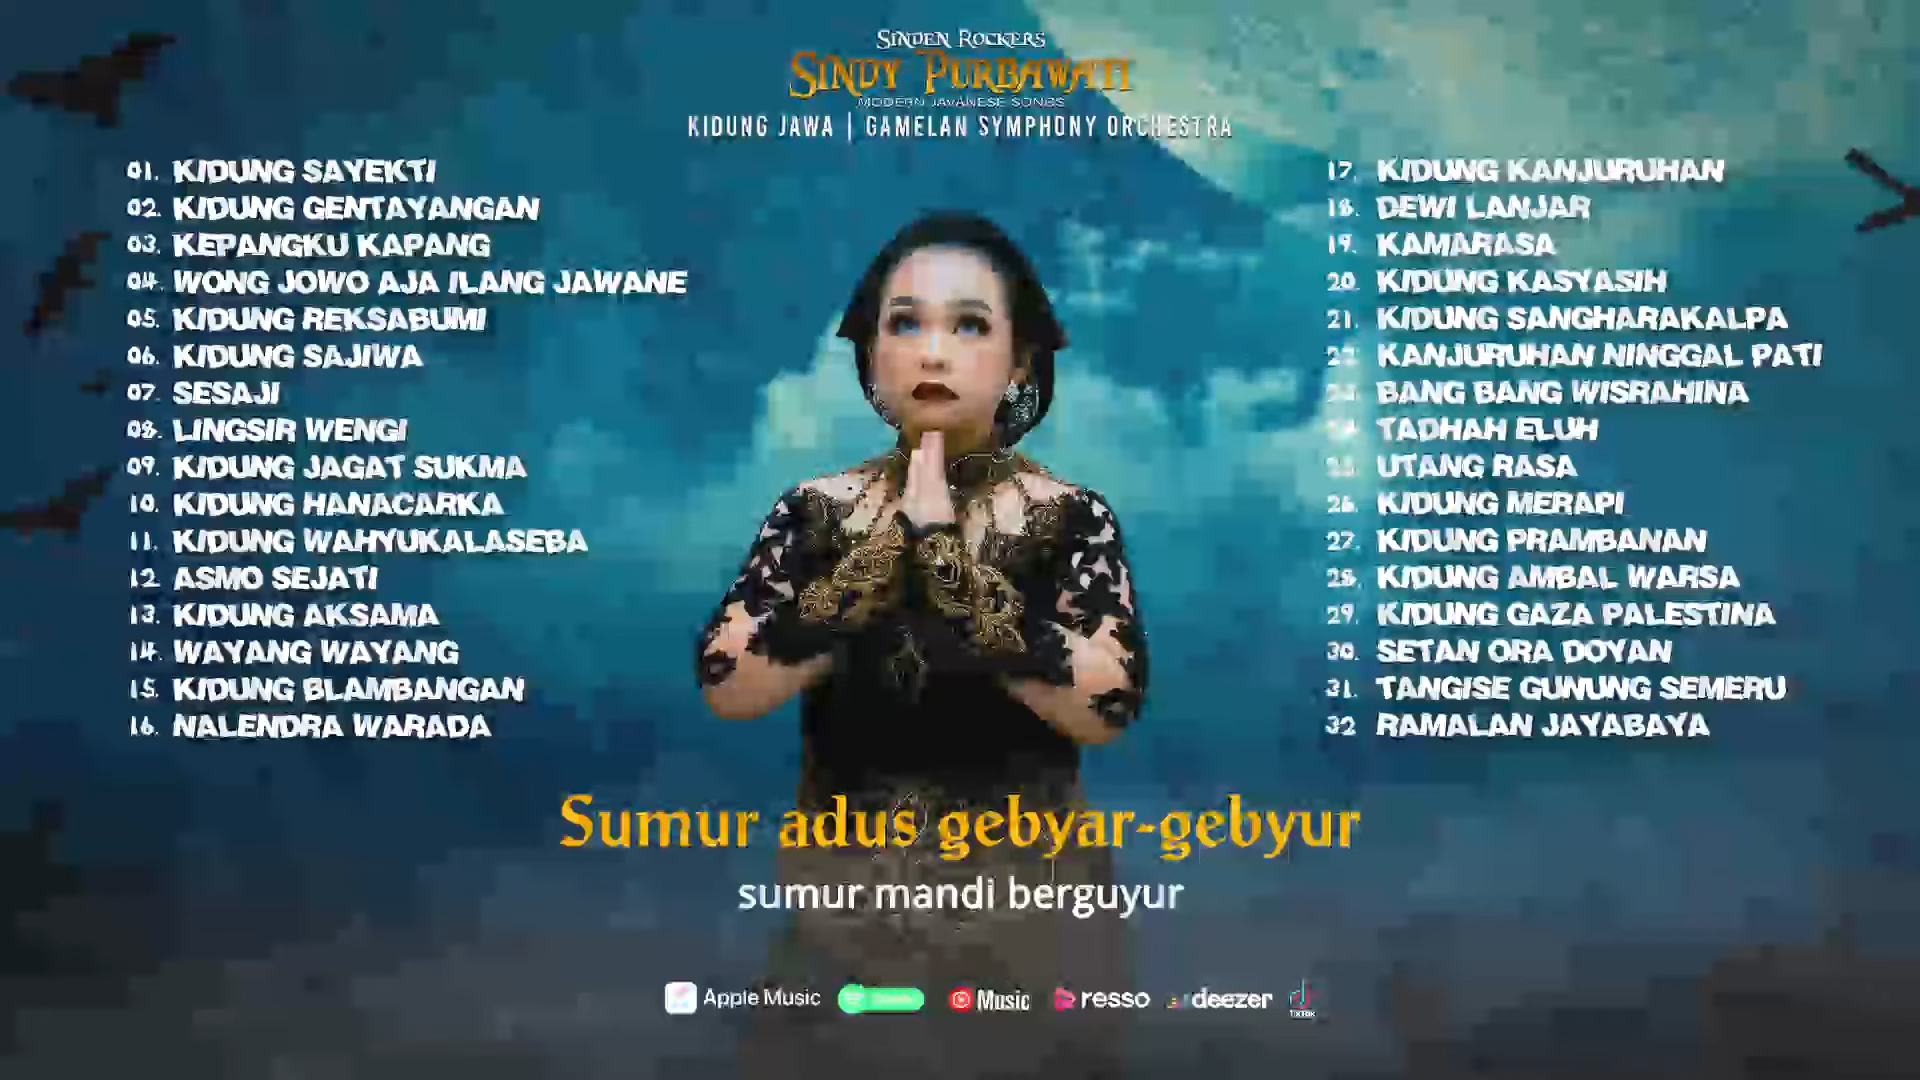 SINDEN ROCKERS
SINDY PURBAWATI
MODERN JAVANESE SONGS
KIDUNG JAWA | GAMELAN SYMPHONY ORCHESTRA
01. KIDUNG SAYEKTI
02. KIDUNG GENTAYANGAN
03. KEPANGKU KAPANG
04. WONG JOWO AJA ILANG JAWANE
05. KIDUNG REKSABUMI
06. KIDUNG SAJIWA
07. SESAJI
08. LINGSIR WENGI
09. KIDUNG JAGAT SUKMA
10. KIDUNG HANACARKA
11. KIDUNG WAHYUKALASEBA
12 ASMO SEJATI
13. KIDUNG AKSAMA
14. WAYANG WAYANG
15. KIDUNG BLAMBANGAN
16. NALENDRA WARADA
17. KIDUNG KANJURUHAN
18. DEWI LANJAR
19. KAMARASA
20. KIDUNG KASYASIH
21. KIDUNG SANGHARAKALPA
22 KANJURUHAN NINGGAL PATI
BANG BANG WISRAHINA
TADHAH ELUH
UTANG RASA
26. KIDUNG MERAPI
27. KIDUNG PRAMBANAN
28. KIDUNG AMBAL WARSA
29. KIDUNG GAZA PALESTINA
30. SETAN ORA DOYAN
31. TANGISE GUNUNG SEMERU
32 RAMALAN JAYABAYA
Sumur adus gebyar-gebyur
sumur mandi berguyur
Apple Music Music resso deezer
TikTok